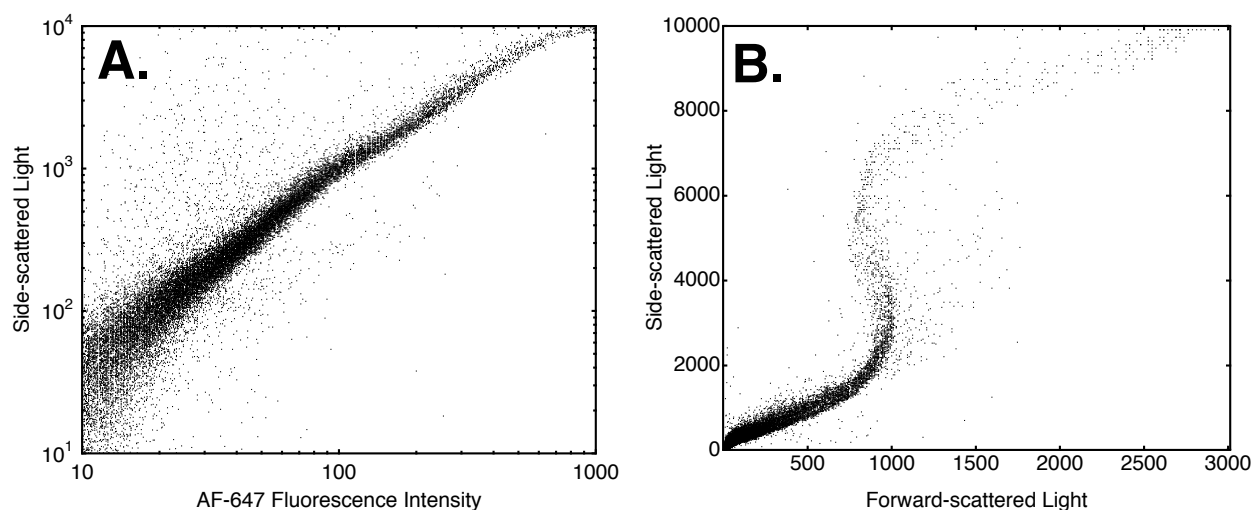 A.
Side-scattered Light
10^4
10^3
10^2
10^1
10 100 1000
AF-647 Fluorescence Intensity
B.
Side-scattered Light
10000
8000
6000
4000
2000
0
500 1000 1500 2000 2500 3000
Forward-scattered Light